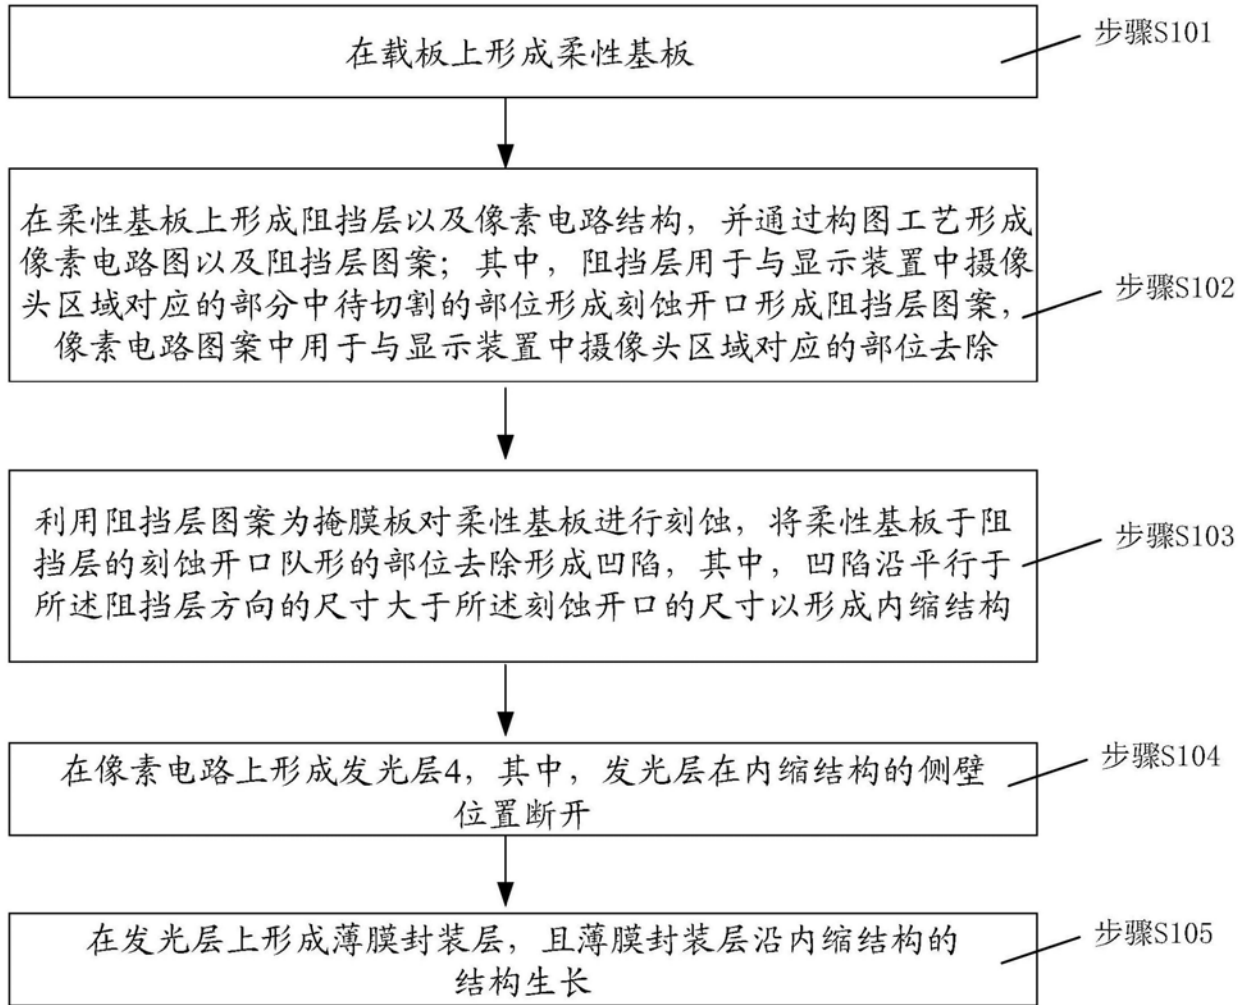 在载板上形成柔性基板
步骤S101
在柔性基板上形成阻挡层以及像素电路结构，并通过构图工艺形成
像素电路图以及阻挡层图案；其中，阻挡层用于与显示装置中摄像
头区域对应的部分中待切割的部位形成刻蚀开口形成阻挡层图案，
像素电路图案中用于与显示装置中摄像头区域对应的部位去除
步骤S102
利用阻挡层图案为掩膜板对柔性基板进行刻蚀，将柔性基板于阻
挡层的刻蚀开口队形的部位去除形成凹陷，其中，凹陷沿平行于
所述阻挡层方向的尺寸大于所述刻蚀开口的尺寸以形成内缩结构
步骤S103
在像素电路上形成发光层4，其中，发光层在内缩结构的侧壁
位置断开
步骤S104
在发光层上形成薄膜封装层，且薄膜封装层沿内缩结构的
结构生长
步骤S105